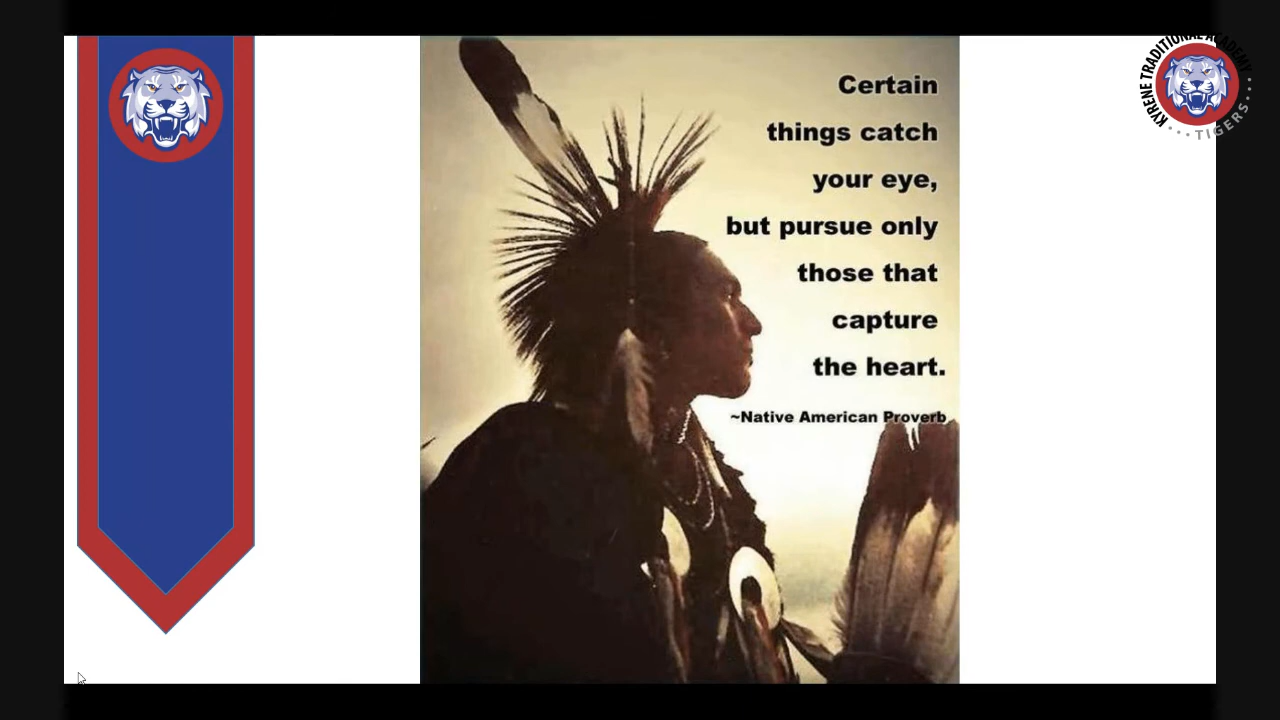 Certain
things catch
your eye,
but pursue only
those that
capture
the heart.
~Native American Proverb
KYRENE TRADITIONAL ACADEMY
TIGERS